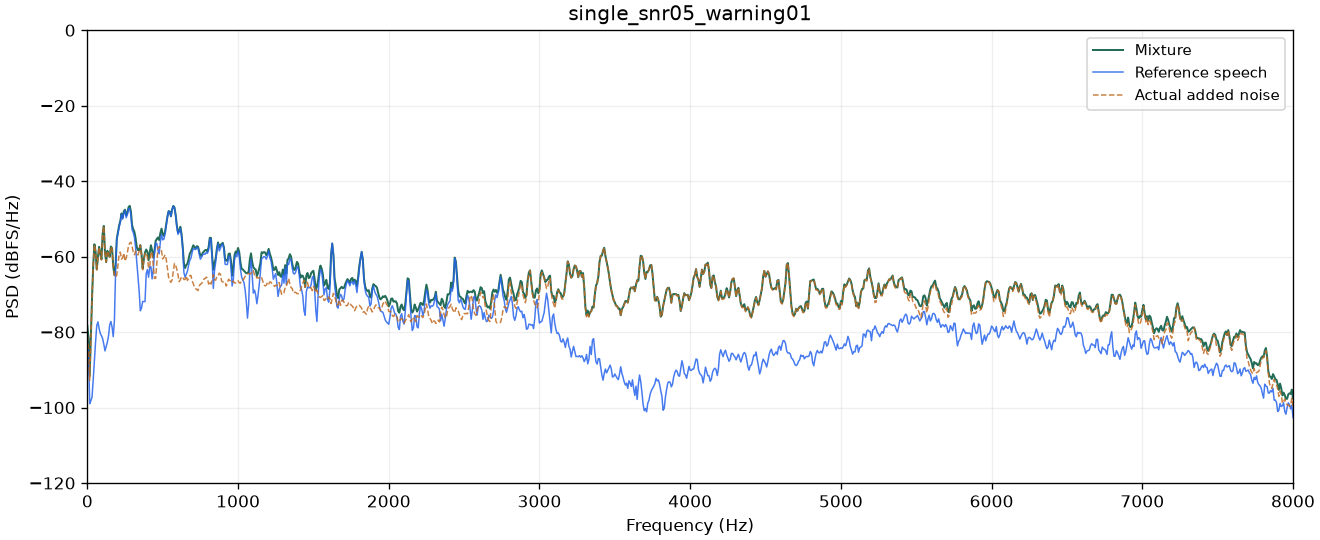 single_snr05_warning01
0
−20
−40
−60
−80
−100
−120
PSD (dBFS/Hz)
Mixture
Reference speech
Actual added noise
0 1000 2000 3000 4000 5000 6000 7000 8000
Frequency (Hz)